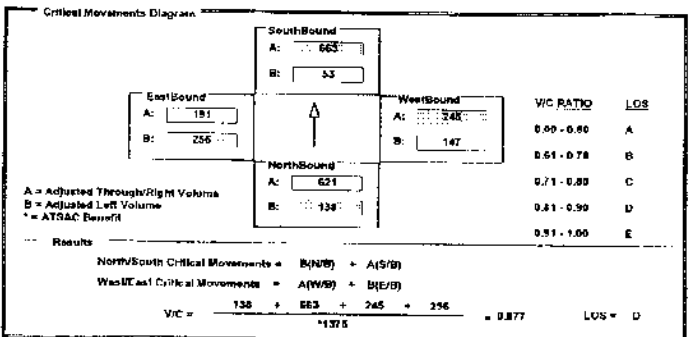 Critical Movements Diagram
SouthBound
A: 663
B: 53
EastBound
A: 191
B: 256
WestBound
A: 245
B: 147
NorthBound
A: 621
B: 138
V/C RATIO LOS
0.00 - 0.60 A
0.61 - 0.70 B
0.71 - 0.80 C
0.81 - 0.90 D
0.91 - 1.00 E
A = Adjusted Through/Right Volume
B = Adjusted Left Volume
* = ATSAC Benefit
Results
North/South Critical Movements = B(N/B) + A(S/B)
West/East Critical Movements = A(W/B) + B(E/B)
V/C = 138 + 663 + 245 + 256 = 0.877 LOS = D
*1375